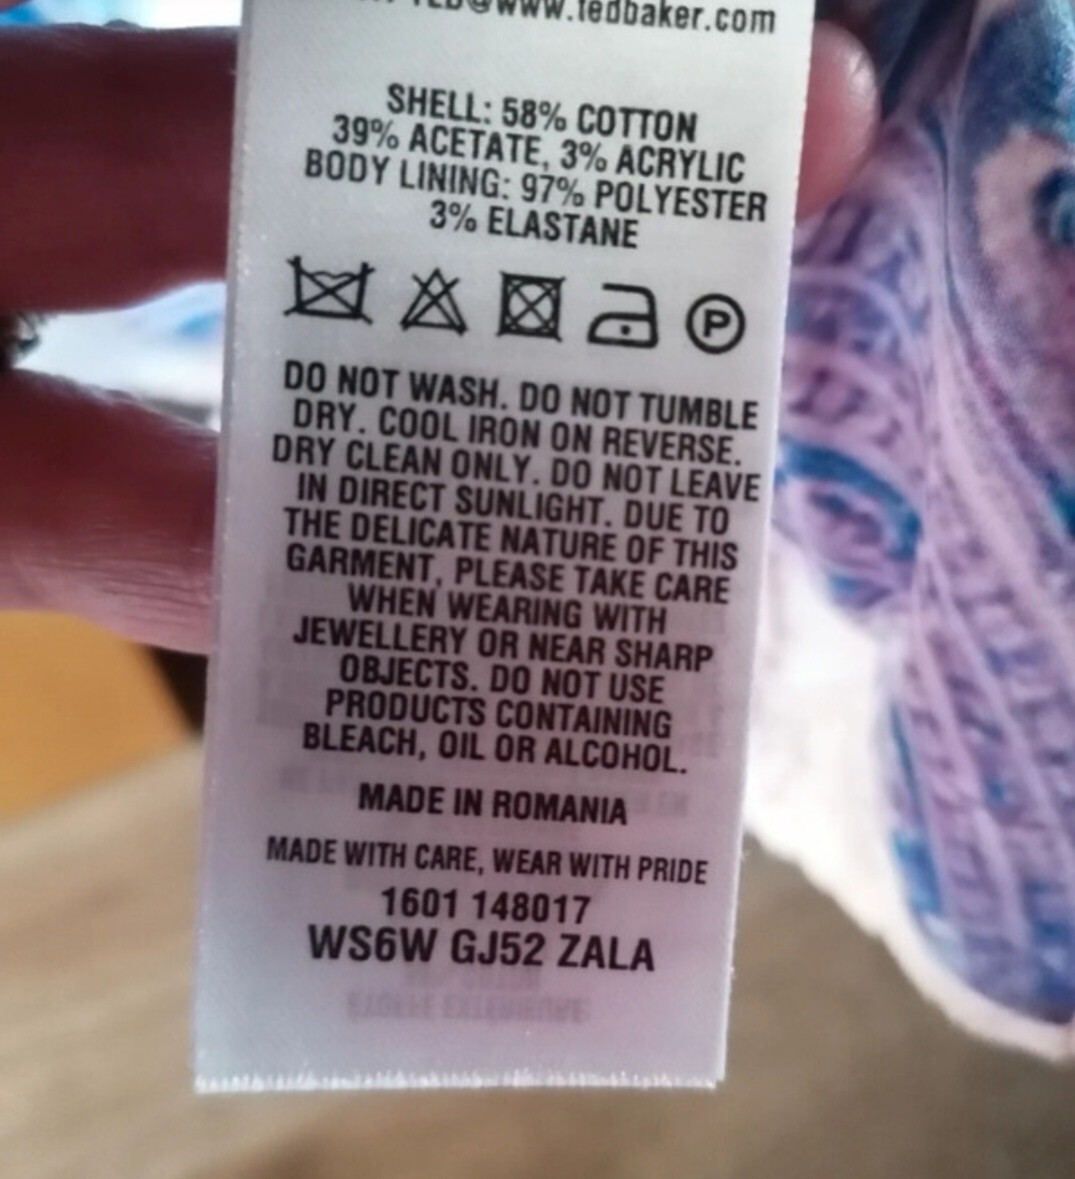 TED@www.tedbaker.com
SHELL: 58% COTTON
39% ACETATE, 3% ACRYLIC
BODY LINING: 97% POLYESTER
3% ELASTANE
P
DO NOT WASH. DO NOT TUMBLE
DRY. COOL IRON ON REVERSE.
DRY CLEAN ONLY. DO NOT LEAVE
IN DIRECT SUNLIGHT. DUE TO
THE DELICATE NATURE OF THIS
GARMENT, PLEASE TAKE CARE
WHEN WEARING WITH
JEWELLERY OR NEAR SHARP
OBJECTS. DO NOT USE
PRODUCTS CONTAINING
BLEACH, OIL OR ALCOHOL.
MADE IN ROMANIA
MADE WITH CARE, WEAR WITH PRIDE
1601 148017
WS6W GJ52 ZALA